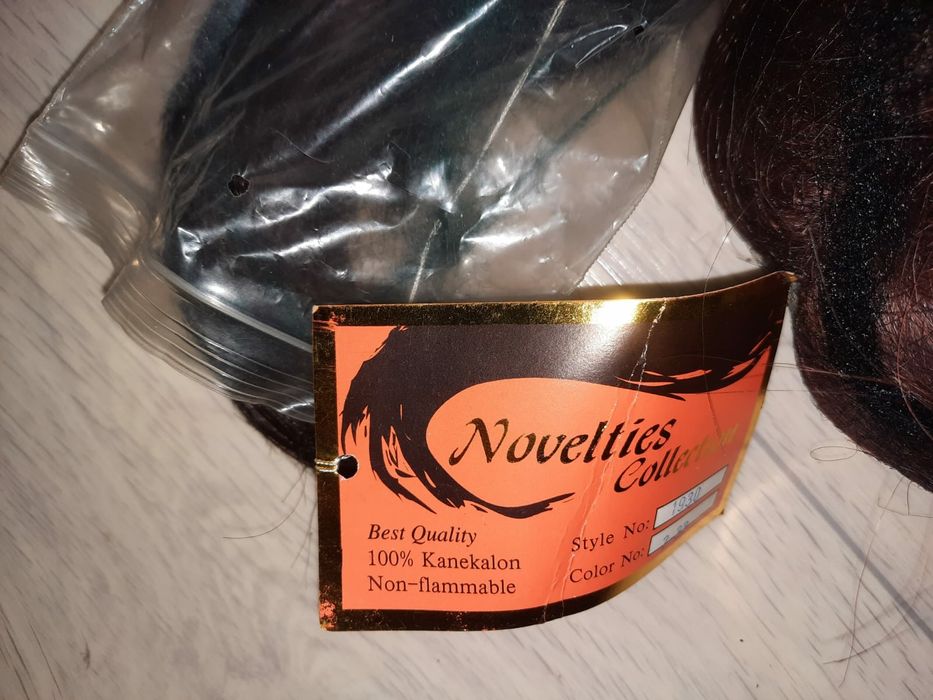 Novelties
Collection
Best Quality
100% Kanekalon
Non-flammable
Style No: 1930
Color No: